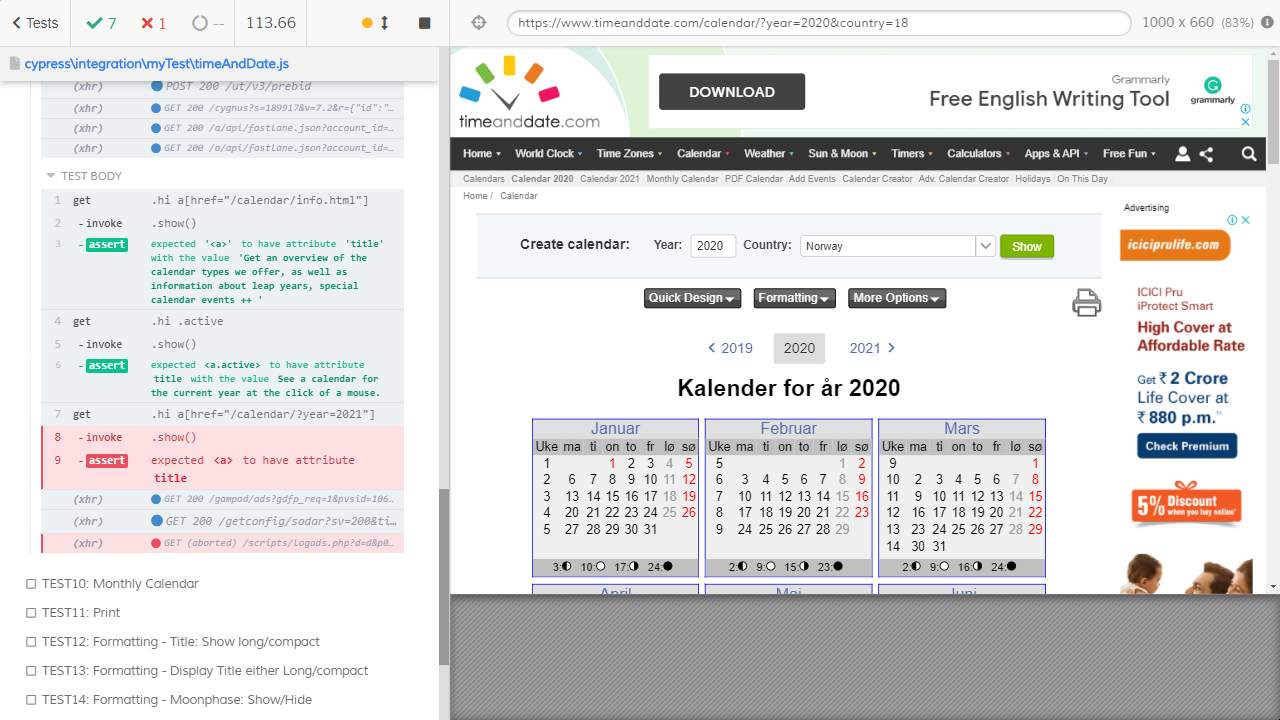 Tests 7 1 -- 113.66 https://www.timeanddate.com/calendar/?year=2020&country=18 1000 x 660 (83%)
cypress\integration\myTest\timeAndDate.js
(xhr) POST 200 /ut/v3/prebid
(xhr) GET 200 /cygnus?s=189917&v=7.2&r={"id":"…
(xhr) GET 200 /a/api/fastlane.json?account_id=…
(xhr) GET 200 /a/api/fastlane.json?account_id=…
TEST BODY
1 get .hi a[href="/calendar/info.html"]
2 - invoke .show()
3 - assert expected '<a>' to have attribute 'title'
with the value 'Get an overview of the
calendar types we offer, as well as
information about leap years, special
calendar events ++ '
4 get .hi .active
5 - invoke .show()
6 - assert expected <a.active> to have attribute
title with the value See a calendar for
the current year at the click of a mouse.
7 get .hi a[href="/calendar/?year=2021"]
8 - invoke .show()
9 - assert expected <a> to have attribute
title
(xhr) GET 200 /gampad/ads?gdfp_req=1&pvsid=106…
(xhr) GET 200 /getconfig/sodar?sv=200&ti…
(xhr) GET (aborted) /scripts/logads.php?d=d&p0…
TEST10: Monthly Calendar
TEST11: Print
TEST12: Formatting - Title: Show long/compact
TEST13: Formatting - Display Title either Long/compact
TEST14: Formatting - Moonphase: Show/Hide
timeanddate.com
DOWNLOAD
Grammarly
Free English Writing Tool
G
grammarly
Home World Clock Time Zones Calendar Weather Sun & Moon Timers Calculators Apps & API Free Fun
Calendars Calendar 2020 Calendar 2021 Monthly Calendar PDF Calendar Add Events Calendar Creator Adv. Calendar Creator Holidays On This Day
Home / Calendar
Create calendar: Year: 2020 Country: Norway Show
Quick Design Formatting More Options
2019 2020 2021
Kalender for år 2020
Januar
Uke ma ti on to fr lø sø
1 1 2 3 4 5
2 6 7 8 9 10 11 12
3 13 14 15 16 17 18 19
4 20 21 22 23 24 25 26
5 27 28 29 30 31
3: 10: 17: 24:
Februar
Uke ma ti on to fr lø sø
5 1 2
6 3 4 5 6 7 8 9
7 10 11 12 13 14 15 16
8 17 18 19 20 21 22 23
9 24 25 26 27 28 29
2: 9: 15: 23:
Mars
Uke ma ti on to fr lø sø
9 1
10 2 3 4 5 6 7 8
11 9 10 11 12 13 14 15
12 16 17 18 19 20 21 22
13 23 24 25 26 27 28 29
14 30 31
2: 9: 16: 24:
April Mai Juni
Advertising
iciciprulife.com
ICICI Pru
iProtect Smart
High Cover at
Affordable Rate
Get ₹ 2 Crore
Life Cover at
₹ 880 p.m.
Check Premium
5% Discount
when you buy online